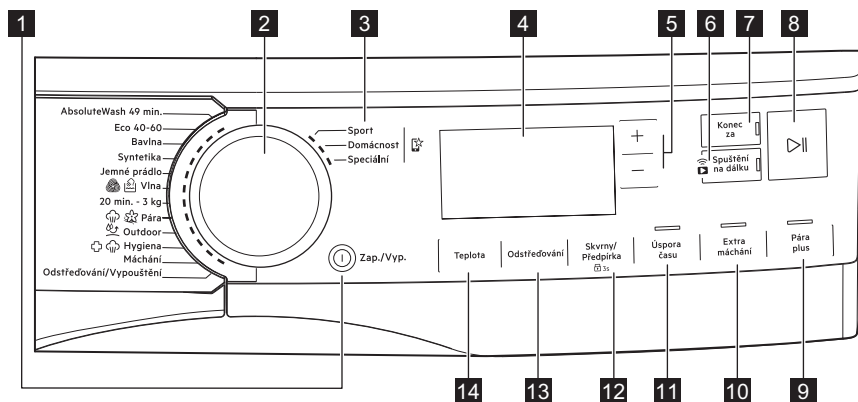 1
2
3
4
5
6
7
8
AbsoluteWash 49 min.
Eco 40-60
Bavlna
Syntetika
Jemné prádlo
Vlna
20 min. - 3 kg
Pára
Outdoor
Hygiena
Máchání
Odstřeďování/Vypouštění
Sport
Domácnost
Speciální
Zap./Vyp.
+
−
Konec
za
Spuštění
na dálku
Teplota
Odstřeďování
Skvrny/
Předpírka
3s
Úspora
času
Extra
máchání
Pára
plus
14
13
12
11
10
9